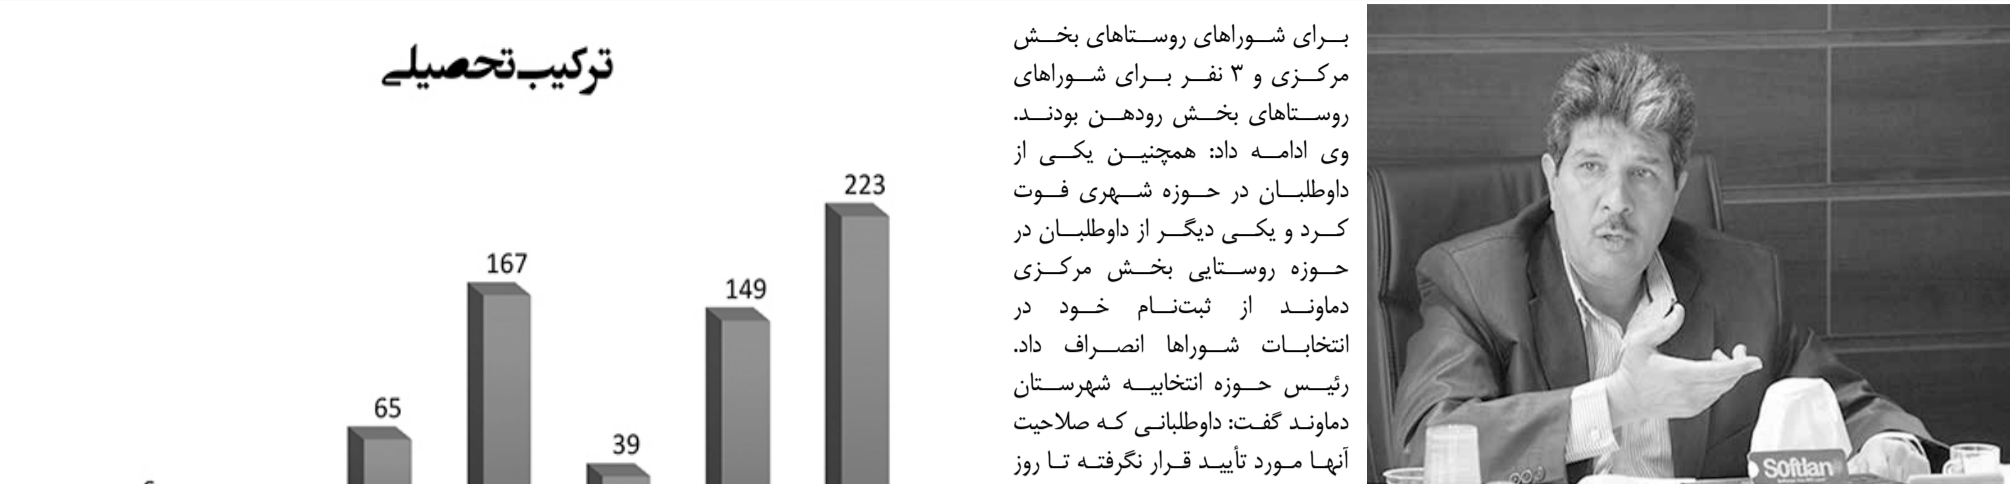 ترکیب تحصیلی
223
167
149
65
39
برای شوراهای روستاهای بخش
مرکزی و ۳ نفر برای شوراهای
روستاهای بخش رودهن بودند.
وی ادامه داد: همچنین یکی از
داوطلبان در حوزه شهری فوت
کرد و یکی دیگر از داوطلبان در
حوزه روستایی بخش مرکزی
دماوند از ثبت‌نام خود در
انتخابات شوراها انصراف داد.
رئیس حوزه انتخابیه شهرستان
دماوند گفت: داوطلبانی که صلاحیت
آنها مورد تأیید قرار نگرفته تا روز
Softlan